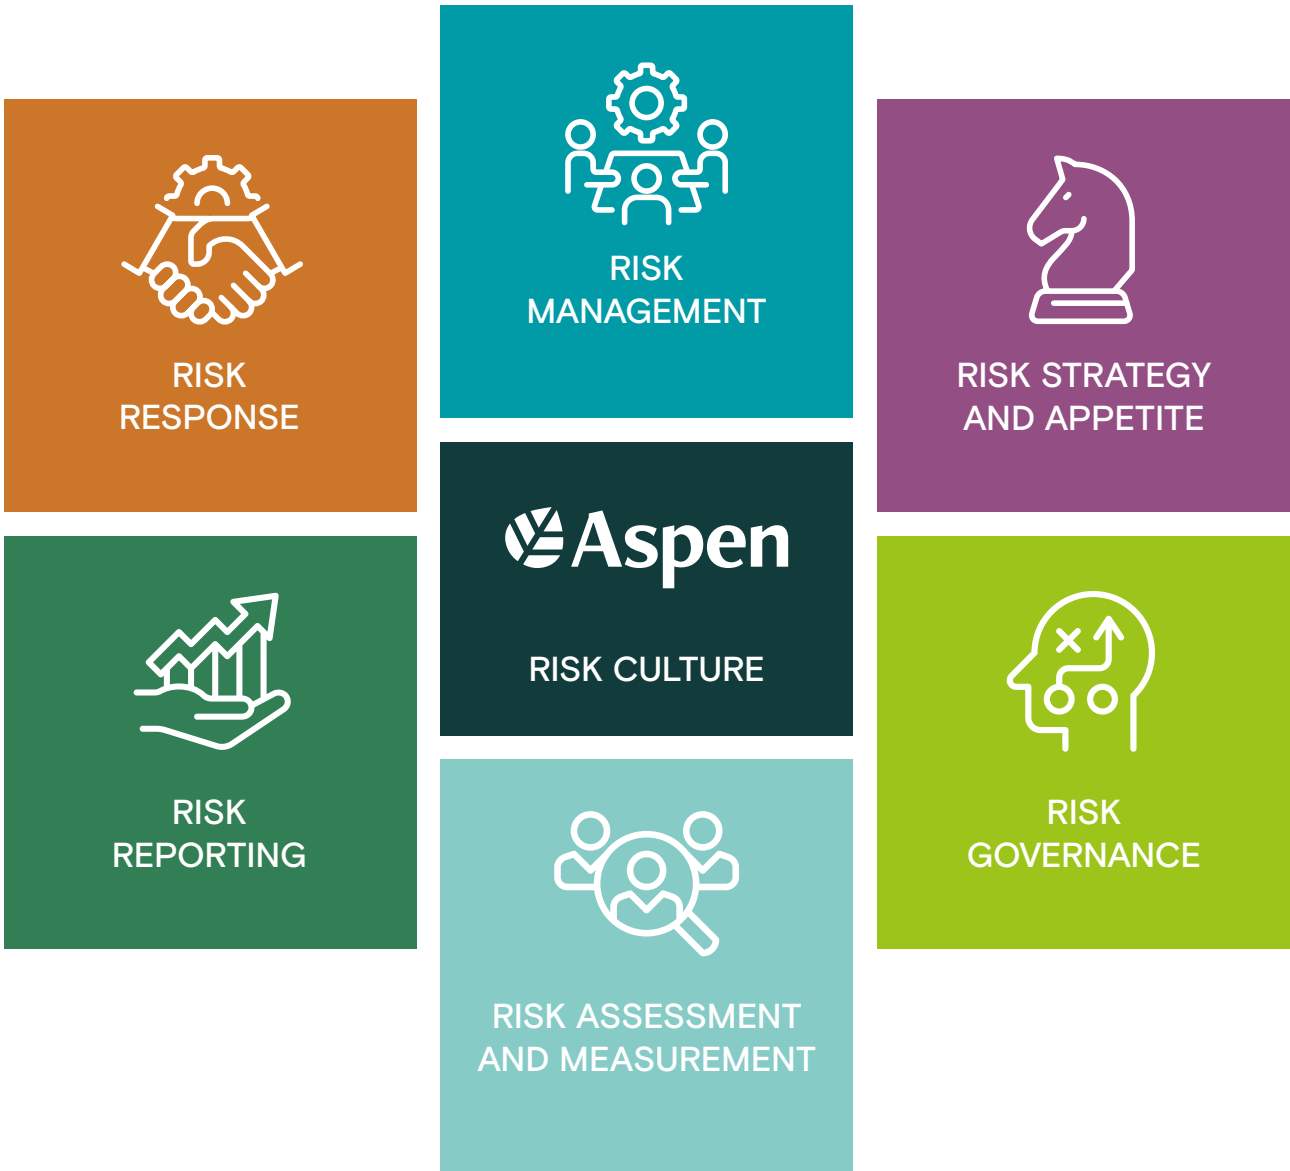 RISK
MANAGEMENT
RISK
RESPONSE
RISK STRATEGY
AND APPETITE
Aspen
RISK CULTURE
RISK
REPORTING
RISK
GOVERNANCE
RISK ASSESSMENT
AND MEASUREMENT